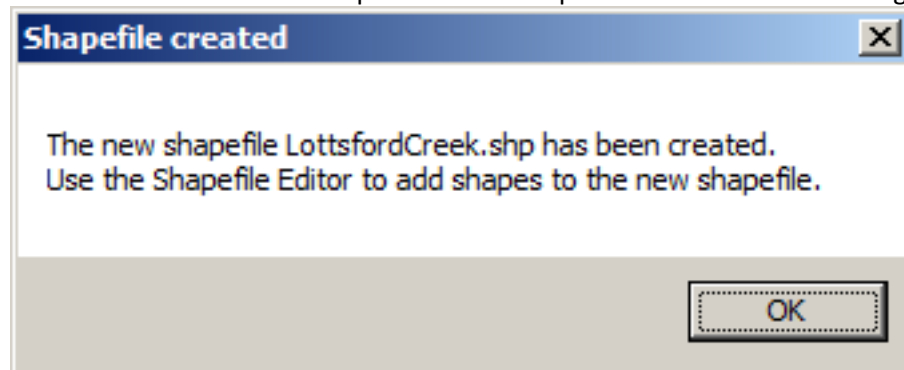 Shapefile created
The new shapefile LottsfordCreek.shp has been created.
Use the Shapefile Editor to add shapes to the new shapefile.
OK